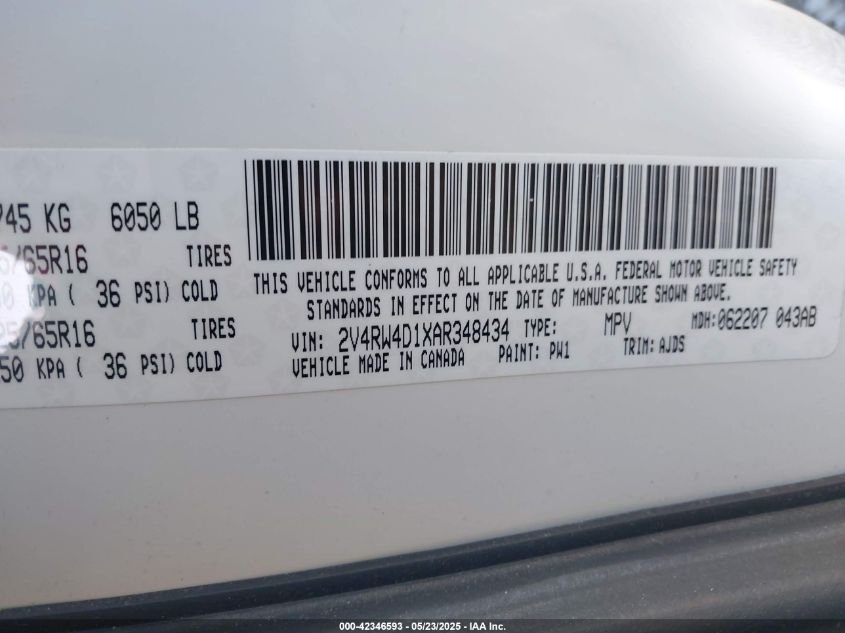 745 KG 6050 LB
/65R16 TIRES
KPA ( 36 PSI) COLD
/65R16 TIRES
50 KPA ( 36 PSI) COLD
THIS VEHICLE CONFORMS TO ALL APPLICABLE U.S.A. FEDERAL MOTOR VEHICLE SAFETY
STANDARDS IN EFFECT ON THE DATE OF MANUFACTURE SHOWN ABOVE.
VIN: 2V4RW4D1XAR348434 TYPE: MPV MDH:062207 043AB
VEHICLE MADE IN CANADA PAINT: PW1 TRIM: AJDS
000-42346593 - 05/23/2025 - IAA Inc.